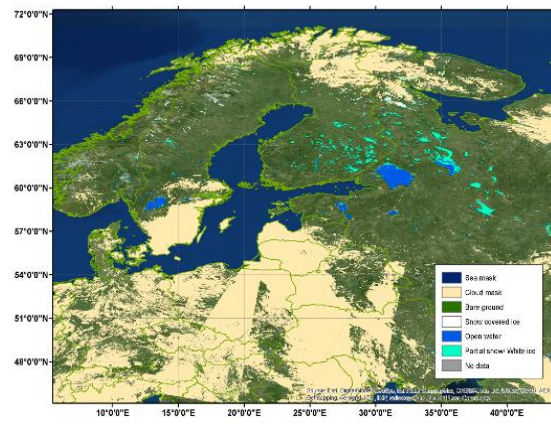 72°0'0"N
69°0'0"N
66°0'0"N
63°0'0"N
60°0'0"N
57°0'0"N
54°0'0"N
51°0'0"N
48°0'0"N
Sea mask
Cloud mask
Bare ground
Snow covered ice
Open water
Partial snow/ White ice
No data
Source: Esri,
10°0'0"E 15°0'0"E 20°0'0"E 25°0'0"E 30°0'0"E 35°0'0"E 40°0'0"E